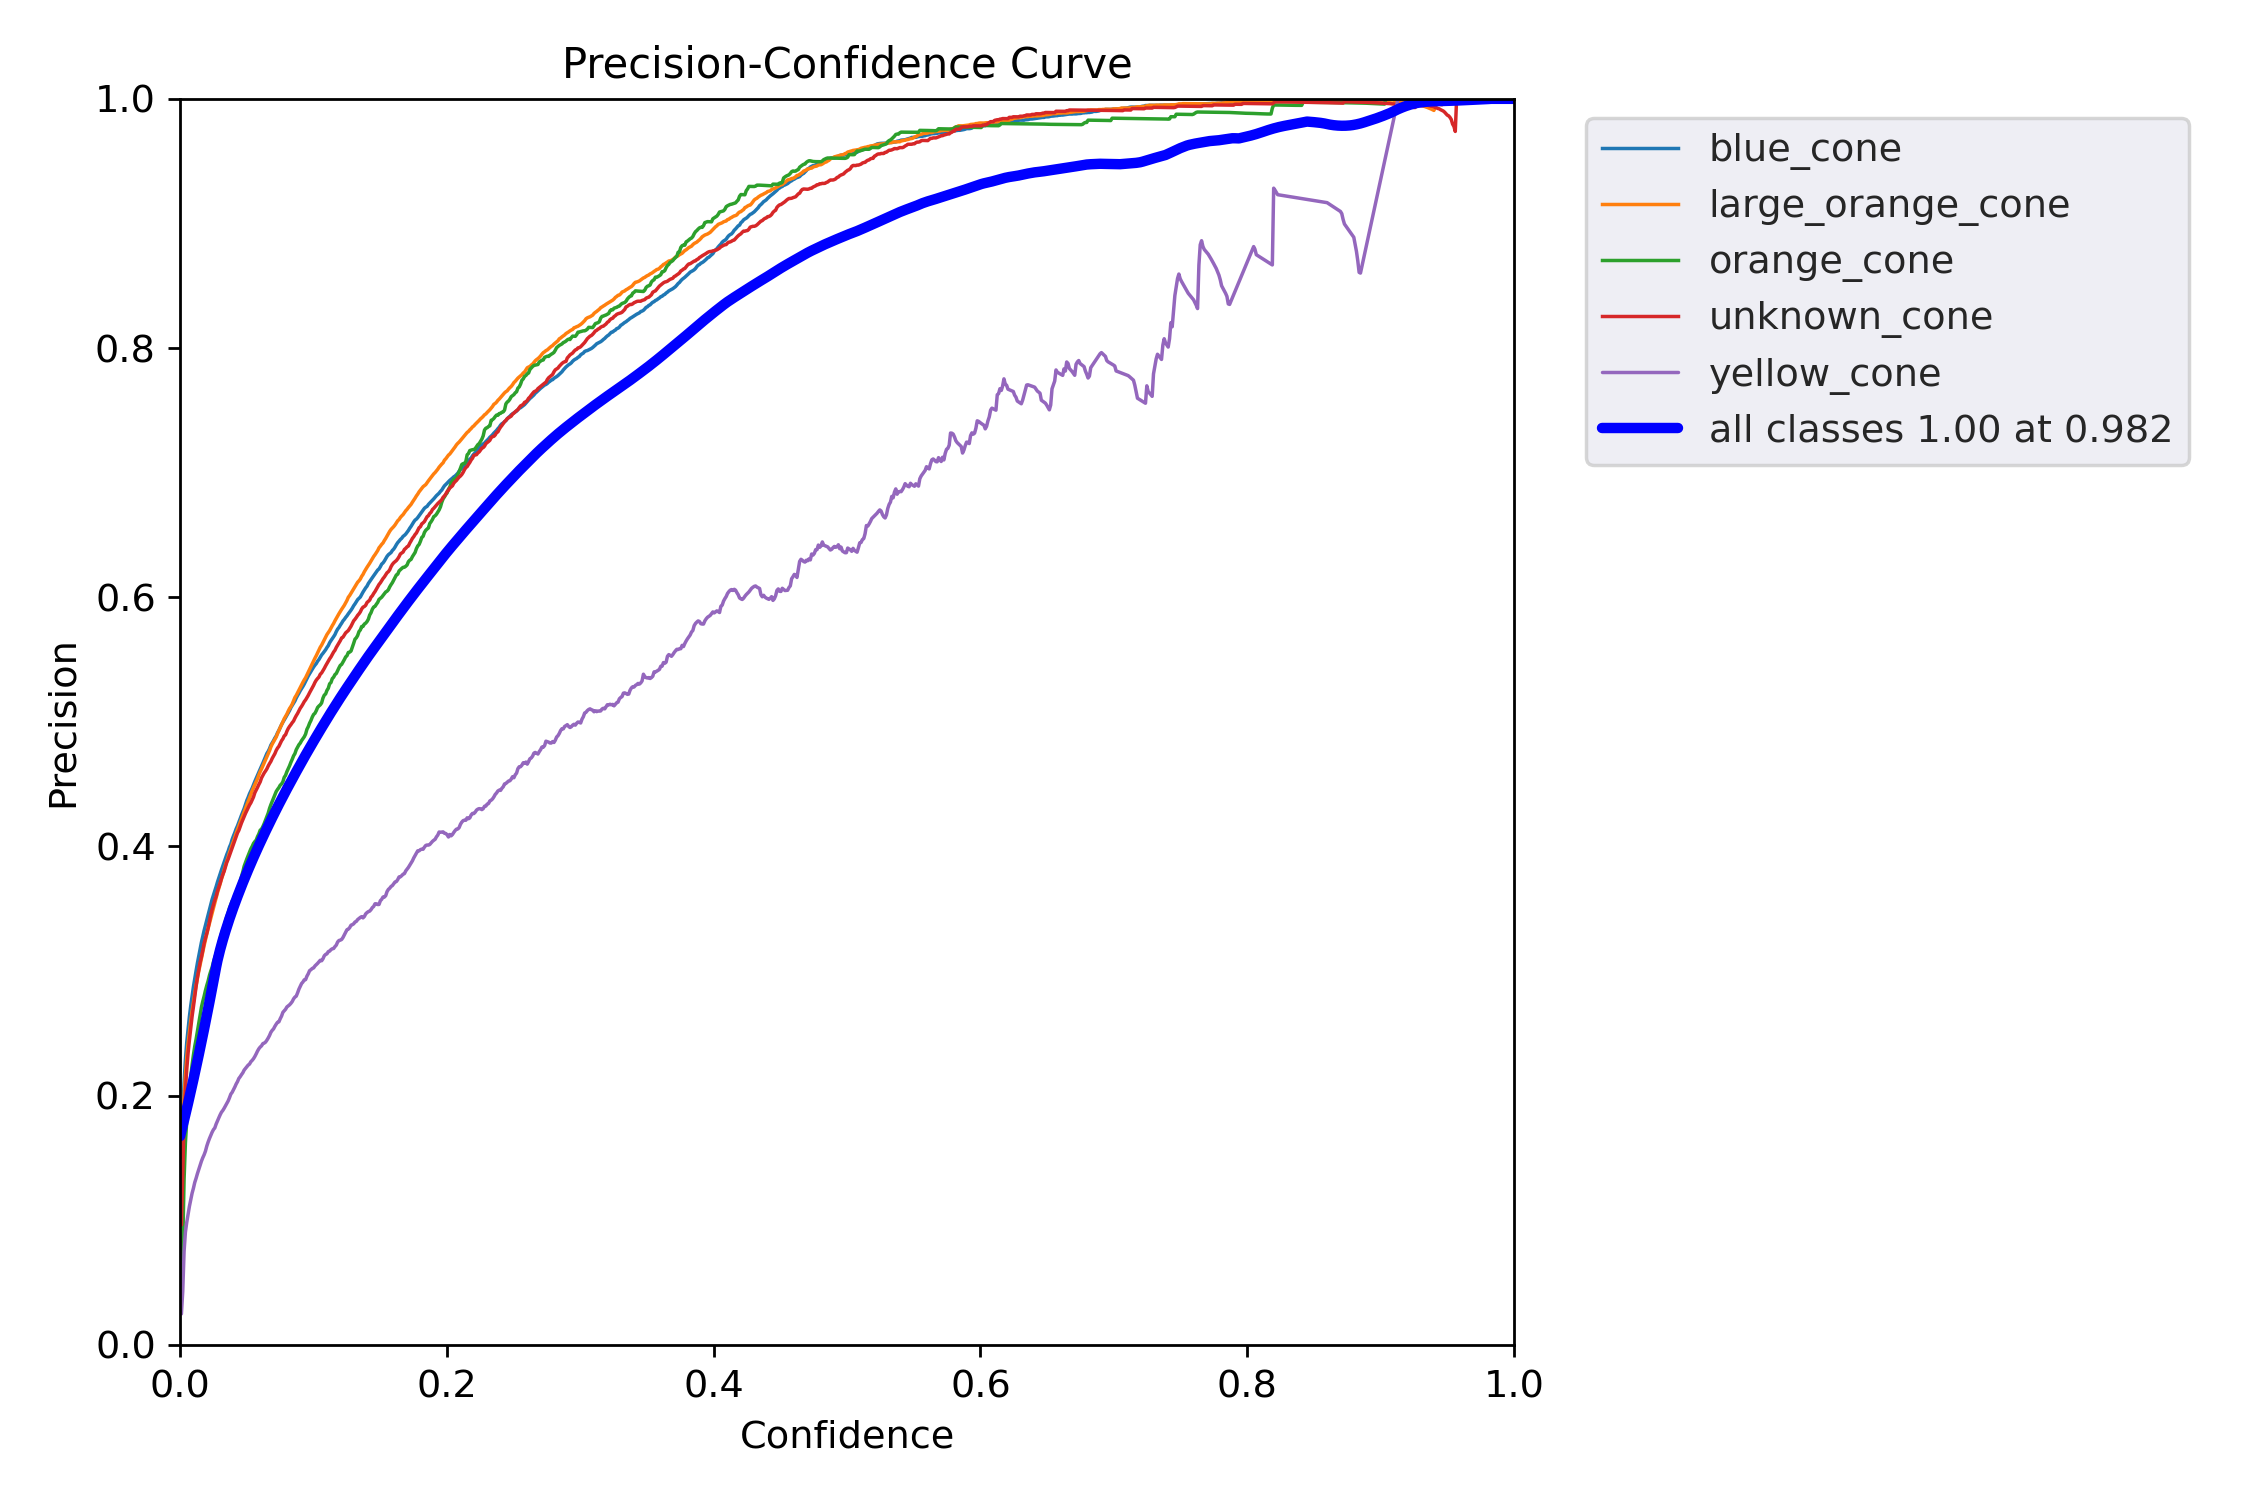 Precision-Confidence Curve
1.0
0.8
0.6
0.4
0.2
0.0
Precision
0.0 0.2 0.4 0.6 0.8 1.0
Confidence
blue_cone
large_orange_cone
orange_cone
unknown_cone
yellow_cone
all classes 1.00 at 0.982